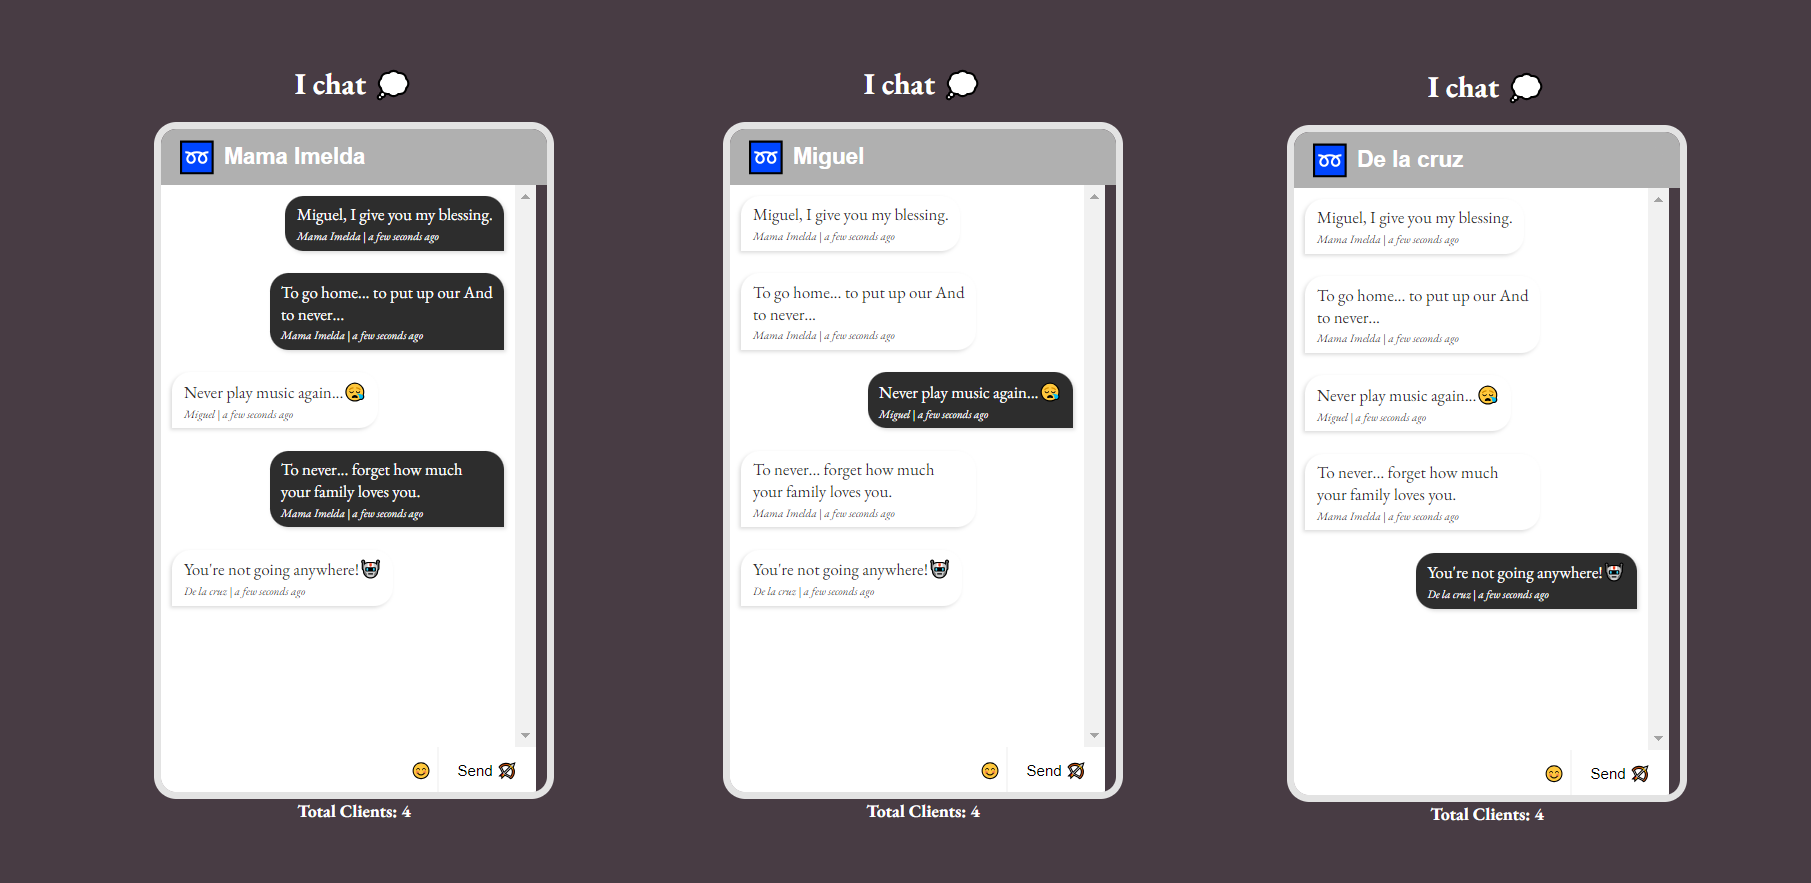 I chat 💭
➿ Mama Imelda
Miguel, I give you my blessing.
Mama Imelda | a few seconds ago
To go home... to put up our And
to never...
Mama Imelda | a few seconds ago
Never play music again...😪
Miguel | a few seconds ago
To never... forget how much
your family loves you.
Mama Imelda | a few seconds ago
You're not going anywhere!🤖
De la cruz | a few seconds ago
😊 Send 🏹
Total Clients: 4
I chat 💭
➿ Miguel
Miguel, I give you my blessing.
Mama Imelda | a few seconds ago
To go home... to put up our And
to never...
Mama Imelda | a few seconds ago
Never play music again...😪
Miguel | a few seconds ago
To never... forget how much
your family loves you.
Mama Imelda | a few seconds ago
You're not going anywhere!🤖
De la cruz | a few seconds ago
😊 Send 🏹
Total Clients: 4
I chat 💭
➿ De la cruz
Miguel, I give you my blessing.
Mama Imelda | a few seconds ago
To go home... to put up our And
to never...
Mama Imelda | a few seconds ago
Never play music again...😪
Miguel | a few seconds ago
To never... forget how much
your family loves you.
Mama Imelda | a few seconds ago
You're not going anywhere!🤖
De la cruz | a few seconds ago
😊 Send 🏹
Total Clients: 4